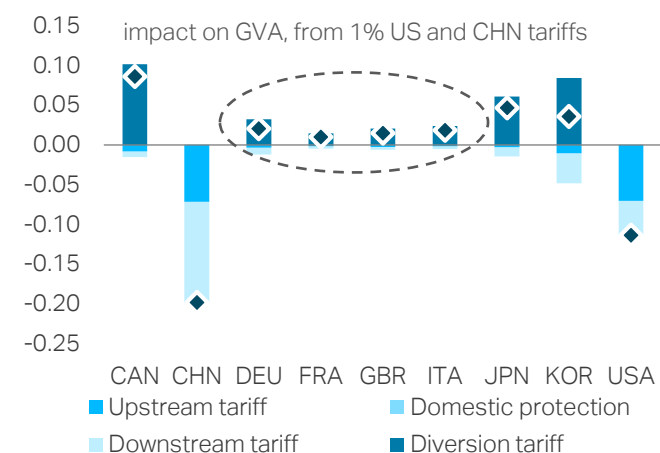 impact on GVA, from 1% US and CHN tariffs
0.15
0.10
0.05
0.00
-0.05
-0.10
-0.15
-0.20
-0.25
CAN CHN DEU FRA GBR ITA JPN KOR USA
Upstream tariff Domestic protection
Downstream tariff Diversion tariff